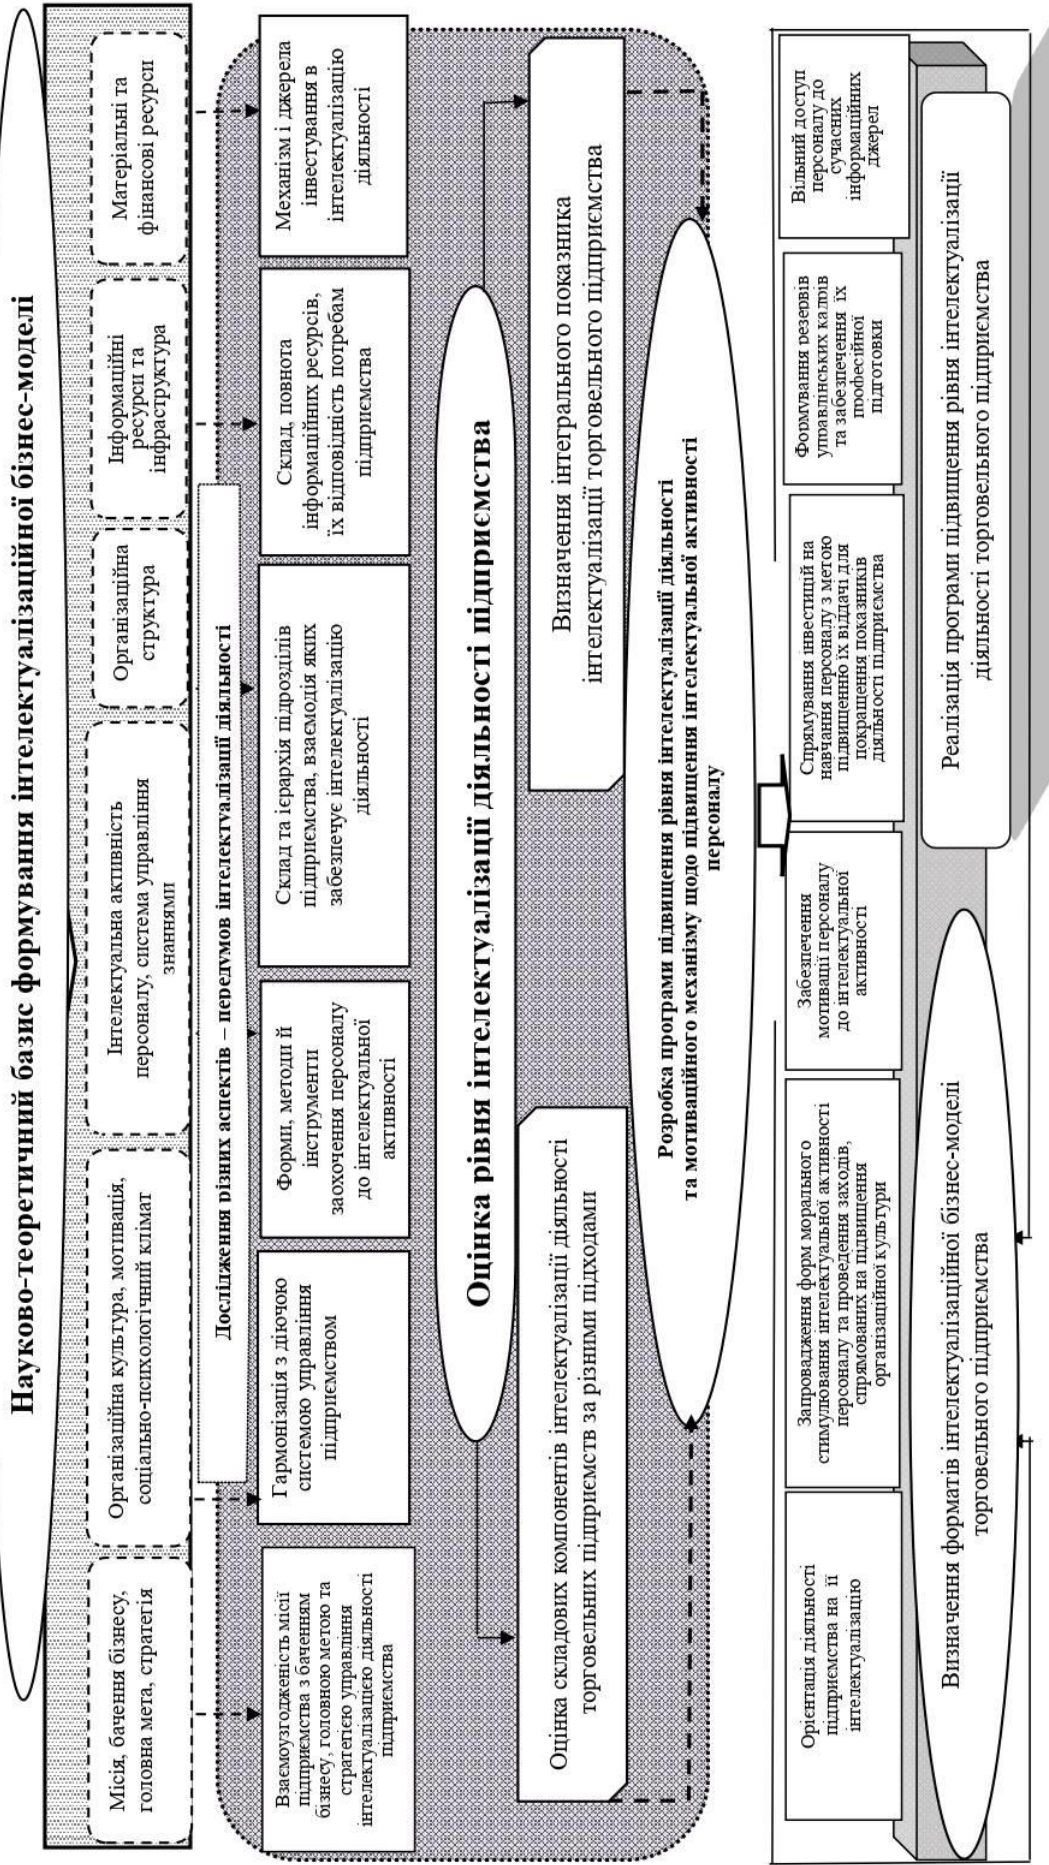 Науково-теоретичний базис формування інтелектуалізаційної бізнес-моделі
Місія, бачення бізнесу,
головна мета, стратегія
Організаційна культура, мотивація,
соціально-психологічний клімат
Інтелектуальна активність
персоналу, система управління
знаннями
Організаційна
структура
Інформаційні
ресурси та
інфраструктура
Матеріальні та
фінансові ресурси
Дослідження різних аспектів – передумов інтелектуалізації діяльності
Взаємоузгодженість місії
підприємства з баченням
бізнесу, головною метою та
стратегією управління
інтелектуалізацією діяльності
підприємства
Гармонізація з діючою
системою управління
підприємством
Форми, методи й
інструменти
заохочення персоналу
до інтелектуальної
активності
Склад та ієрархія підрозділів
підприємства, взаємодія яких
забезпечує інтелектуалізацію
діяльності
Склад, повнота
інформаційних ресурсів,
їх відповідність потребам
підприємства
Механізм і джерела
інвестування в
інтелектуалізацію
діяльності
Оцінка рівня інтелектуалізації діяльності підприємства
Оцінка складових компонентів інтелектуалізації діяльності
торговельних підприємств за різними підходами
Визначення інтегрального показника
інтелектуалізації торговельного підприємства
Розробка програми підвищення рівня інтелектуалізації діяльності
та мотиваційного механізму щодо підвищення інтелектуальної активності
персоналу
Орієнтація діяльності
підприємства на її
інтелектуалізацію
Запровадження форм морального
стимулювання інтелектуальної активності
персоналу та проведення заходів,
спрямованих на підвищення
організаційної культури
Забезпечення
мотивації персоналу
до інтелектуальної
активності
Спрямування інвестицій на
навчання персоналу з метою
підвищенню їх віддачі для
покращення показників
діяльності підприємства
Формування резервів
управлінських кадрів
та забезпечення їх
професійної
підготовки
Вільний доступ
персоналу до
сучасних
інформаційних
джерел
Визначення форматів інтелектуалізаційної бізнес-моделі
торговельного підприємства
Реалізація програми підвищення рівня інтелектуалізації
діяльності торговельного підприємства